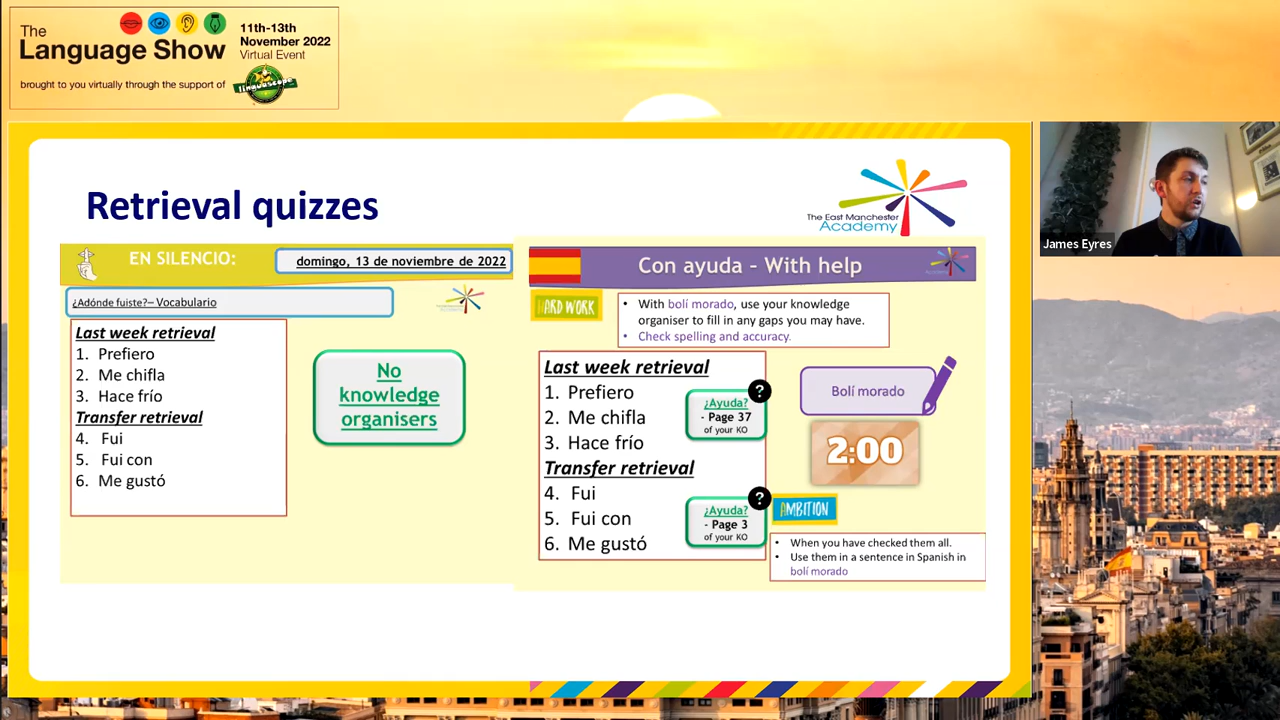 The
Language Show
11th-13th
November 2022
Virtual Event
brought to you virtually through the support of
linguascope
Retrieval quizzes
The East Manchester
Academy
EN SILENCIO:
domingo, 13 de noviembre de 2022
¿Adónde fuiste?– Vocabulario
Last week retrieval
1. Prefiero
2. Me chifla
3. Hace frío
Transfer retrieval
4. Fui
5. Fui con
6. Me gustó
No
knowledge
organisers
Con ayuda - With help
HARD WORK
• With bolí morado, use your knowledge
organiser to fill in any gaps you may have.
• Check spelling and accuracy.
Last week retrieval
1. Prefiero
2. Me chifla
3. Hace frío
Transfer retrieval
4. Fui
5. Fui con
6. Me gustó
?
¿Ayuda?
- Page 37
of your KO
?
¿Ayuda?
- Page 3
of your KO
Bolí morado
2:00
AMBITION
• When you have checked them all.
• Use them in a sentence in Spanish in
bolí morado
James Eyres